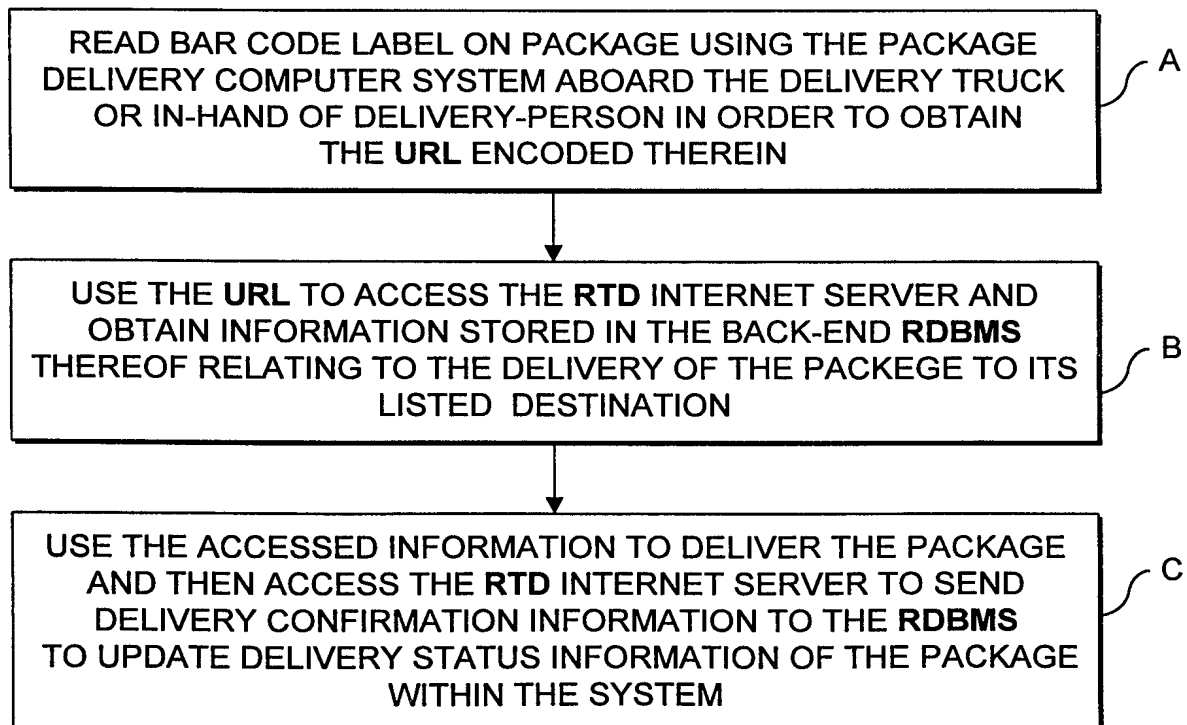 READ BAR CODE LABEL ON PACKAGE USING THE PACKAGE
DELIVERY COMPUTER SYSTEM ABOARD THE DELIVERY TRUCK
OR IN-HAND OF DELIVERY-PERSON IN ORDER TO OBTAIN
THE URL ENCODED THEREIN
A
USE THE URL TO ACCESS THE RTD INTERNET SERVER AND
OBTAIN INFORMATION STORED IN THE BACK-END RDBMS
THEREOF RELATING TO THE DELIVERY OF THE PACKEGE TO ITS
LISTED DESTINATION
B
USE THE ACCESSED INFORMATION TO DELIVER THE PACKAGE
AND THEN ACCESS THE RTD INTERNET SERVER TO SEND
DELIVERY CONFIRMATION INFORMATION TO THE RDBMS
TO UPDATE DELIVERY STATUS INFORMATION OF THE PACKAGE
WITHIN THE SYSTEM
C